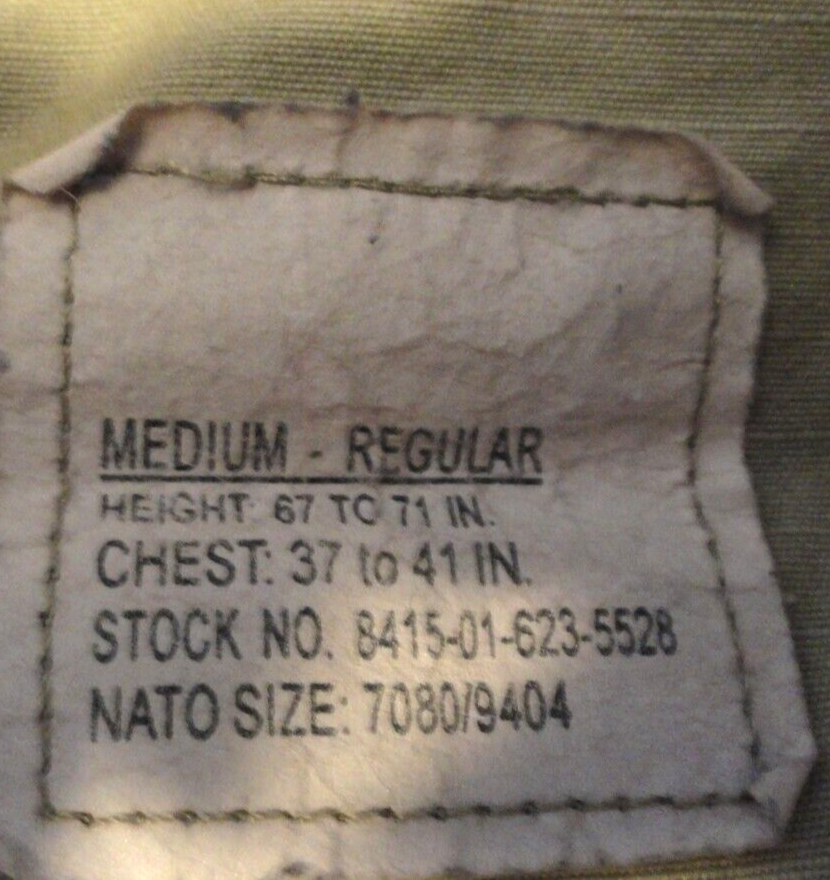 MEDIUM - REGULAR
HEIGHT: 67 TO 71 IN.
CHEST: 37 to 41 IN.
STOCK NO. 8415-01-623-5528
NATO SIZE: 7080/9404